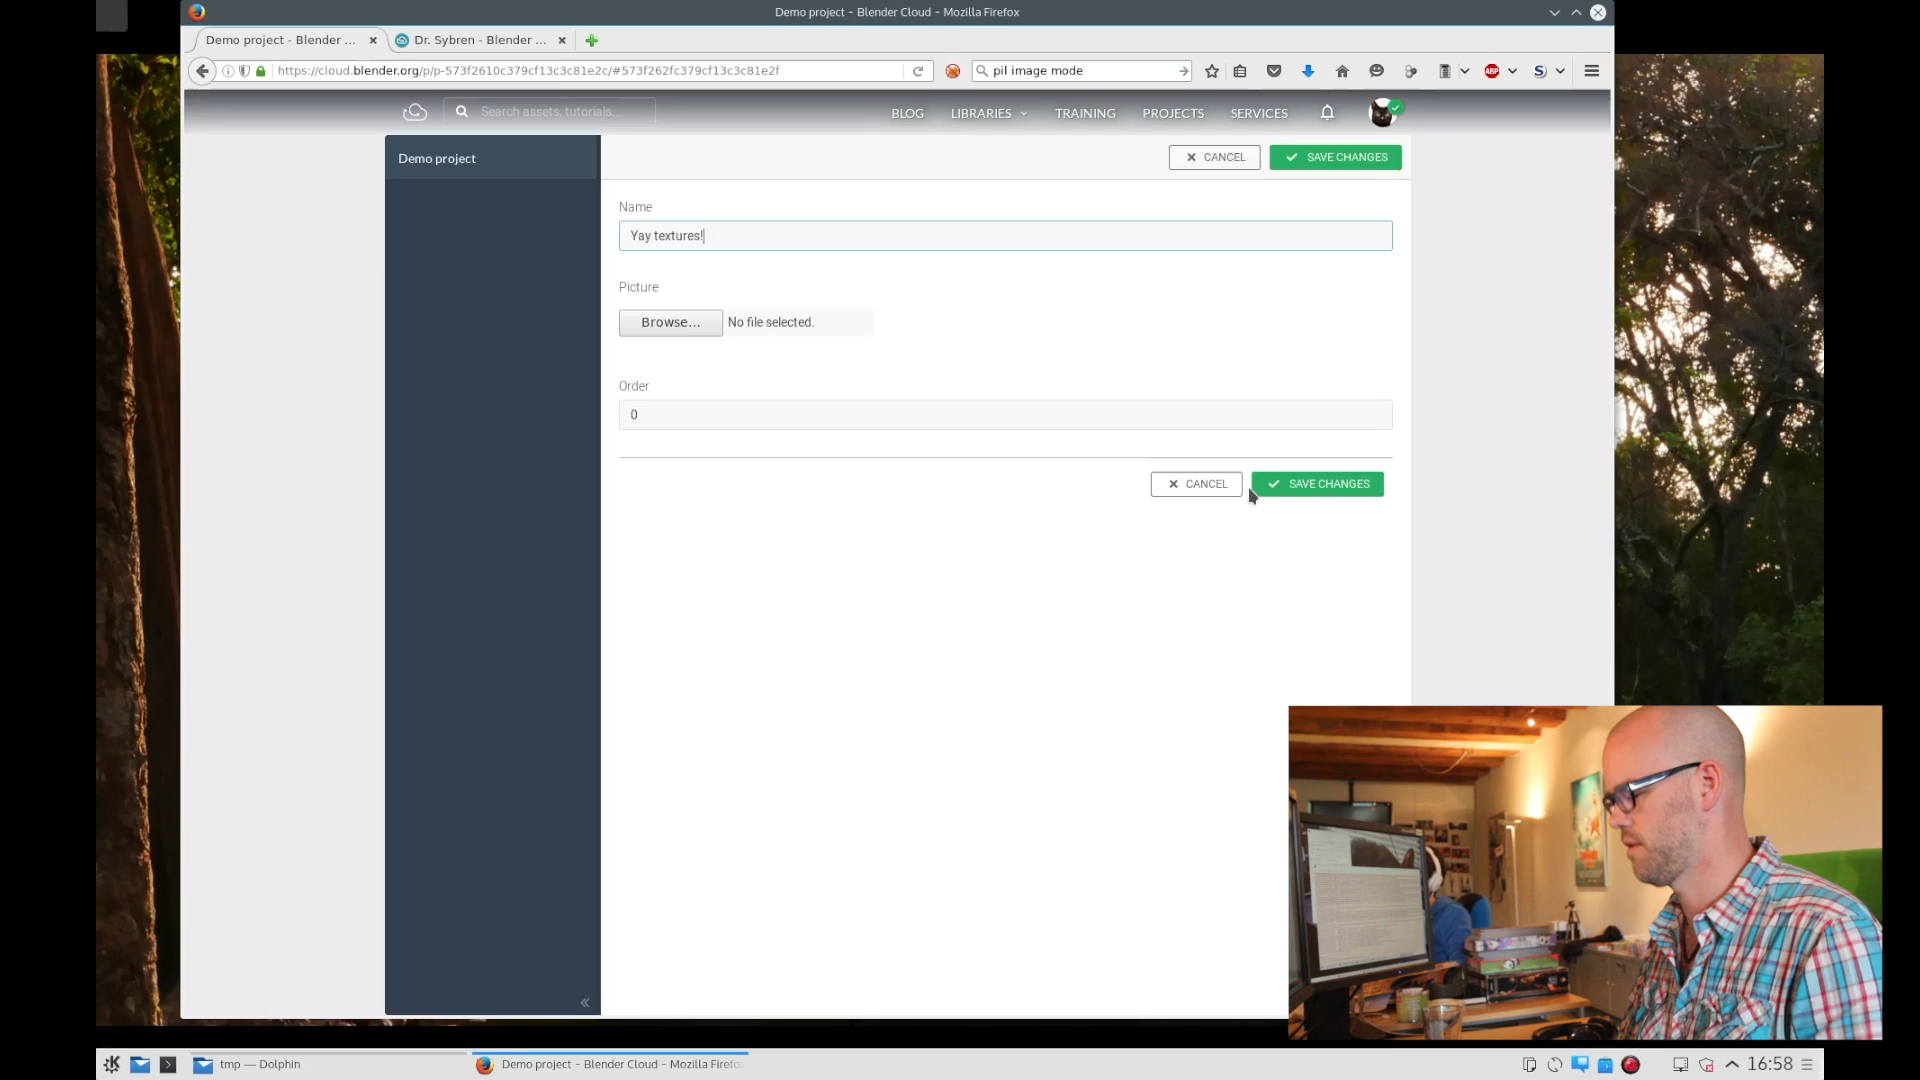 Demo project - Blender Cloud - Mozilla Firefox
Demo project - Blender ...
Dr. Sybren - Blender ...
https://cloud.blender.org/p/p-573f2610c379cf13c3c81e2c/#573f262fc379cf13c3c81e2f
pil image mode
ABP
S
Search assets, tutorials...
BLOG
LIBRARIES
TRAINING
PROJECTS
SERVICES
Demo project
CANCEL
SAVE CHANGES
Name
Yay textures!
Picture
Browse...
No file selected.
Order
0
CANCEL
SAVE CHANGES
«
tmp — Dolphin
Demo project - Blender Cloud - Mozilla Firefo
16:58